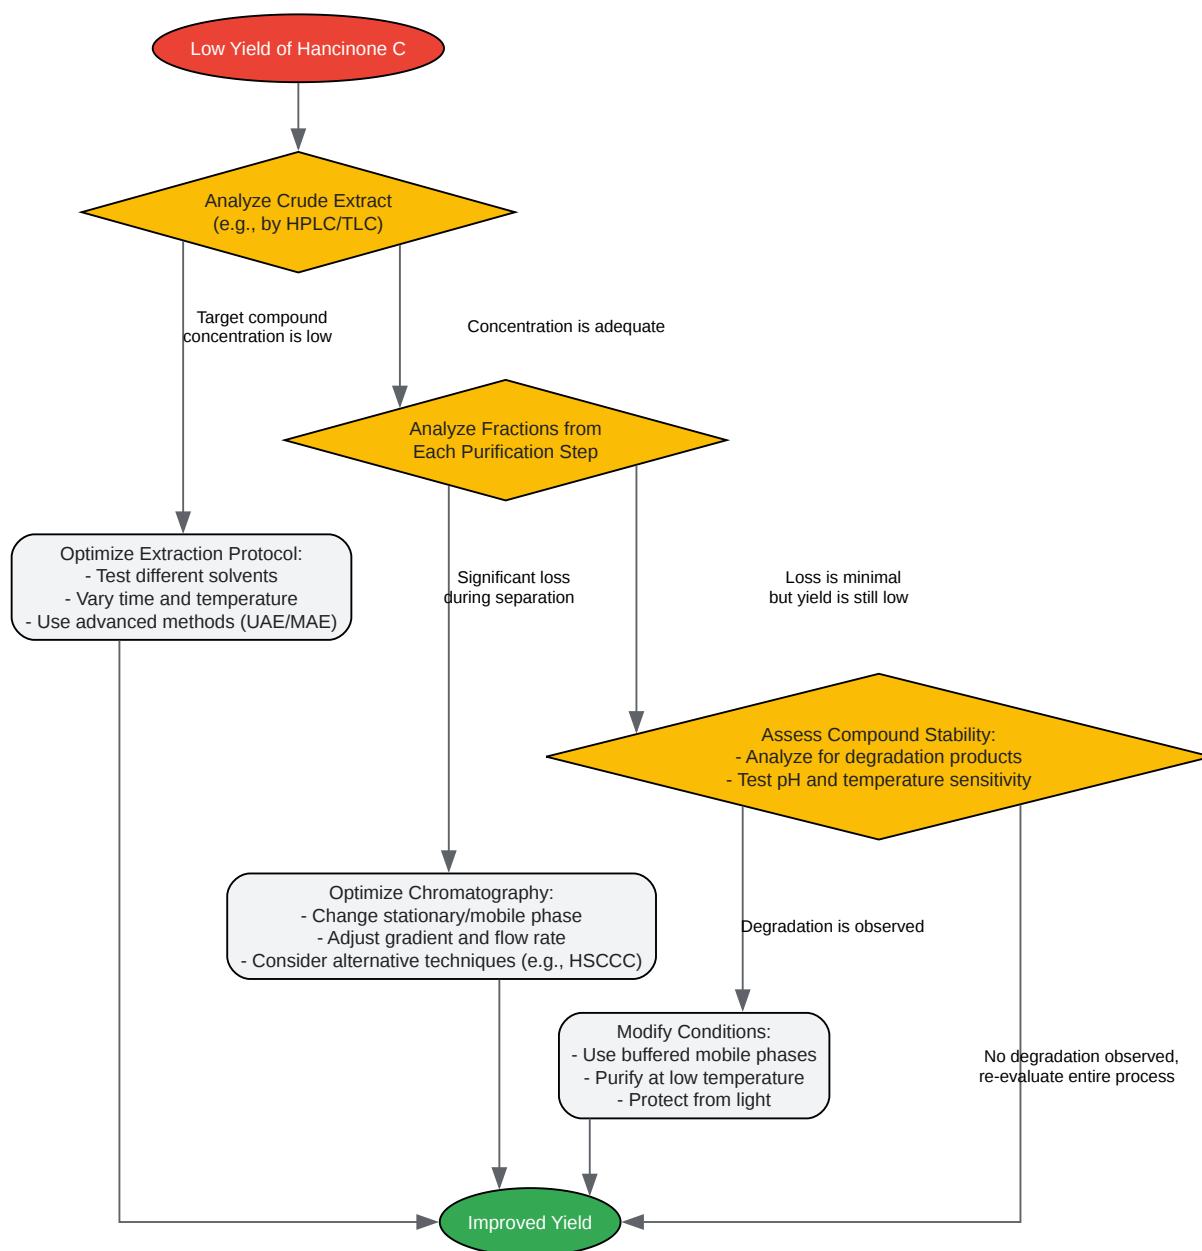 Low Yield of Hancinone C
Analyze Crude Extract
(e.g., by HPLC/TLC)
Target compound
concentration is low
Concentration is adequate
Analyze Fractions from
Each Purification Step
Optimize Extraction Protocol:
- Test different solvents
- Vary time and temperature
- Use advanced methods (UAE/MAE)
Significant loss
during separation
Loss is minimal
but yield is still low
Assess Compound Stability:
- Analyze for degradation products
- Test pH and temperature sensitivity
Optimize Chromatography:
- Change stationary/mobile phase
- Adjust gradient and flow rate
- Consider alternative techniques (e.g., HSCCC)
Degradation is observed
Modify Conditions:
- Use buffered mobile phases
- Purify at low temperature
- Protect from light
No degradation observed,
re-evaluate entire process
Improved Yield